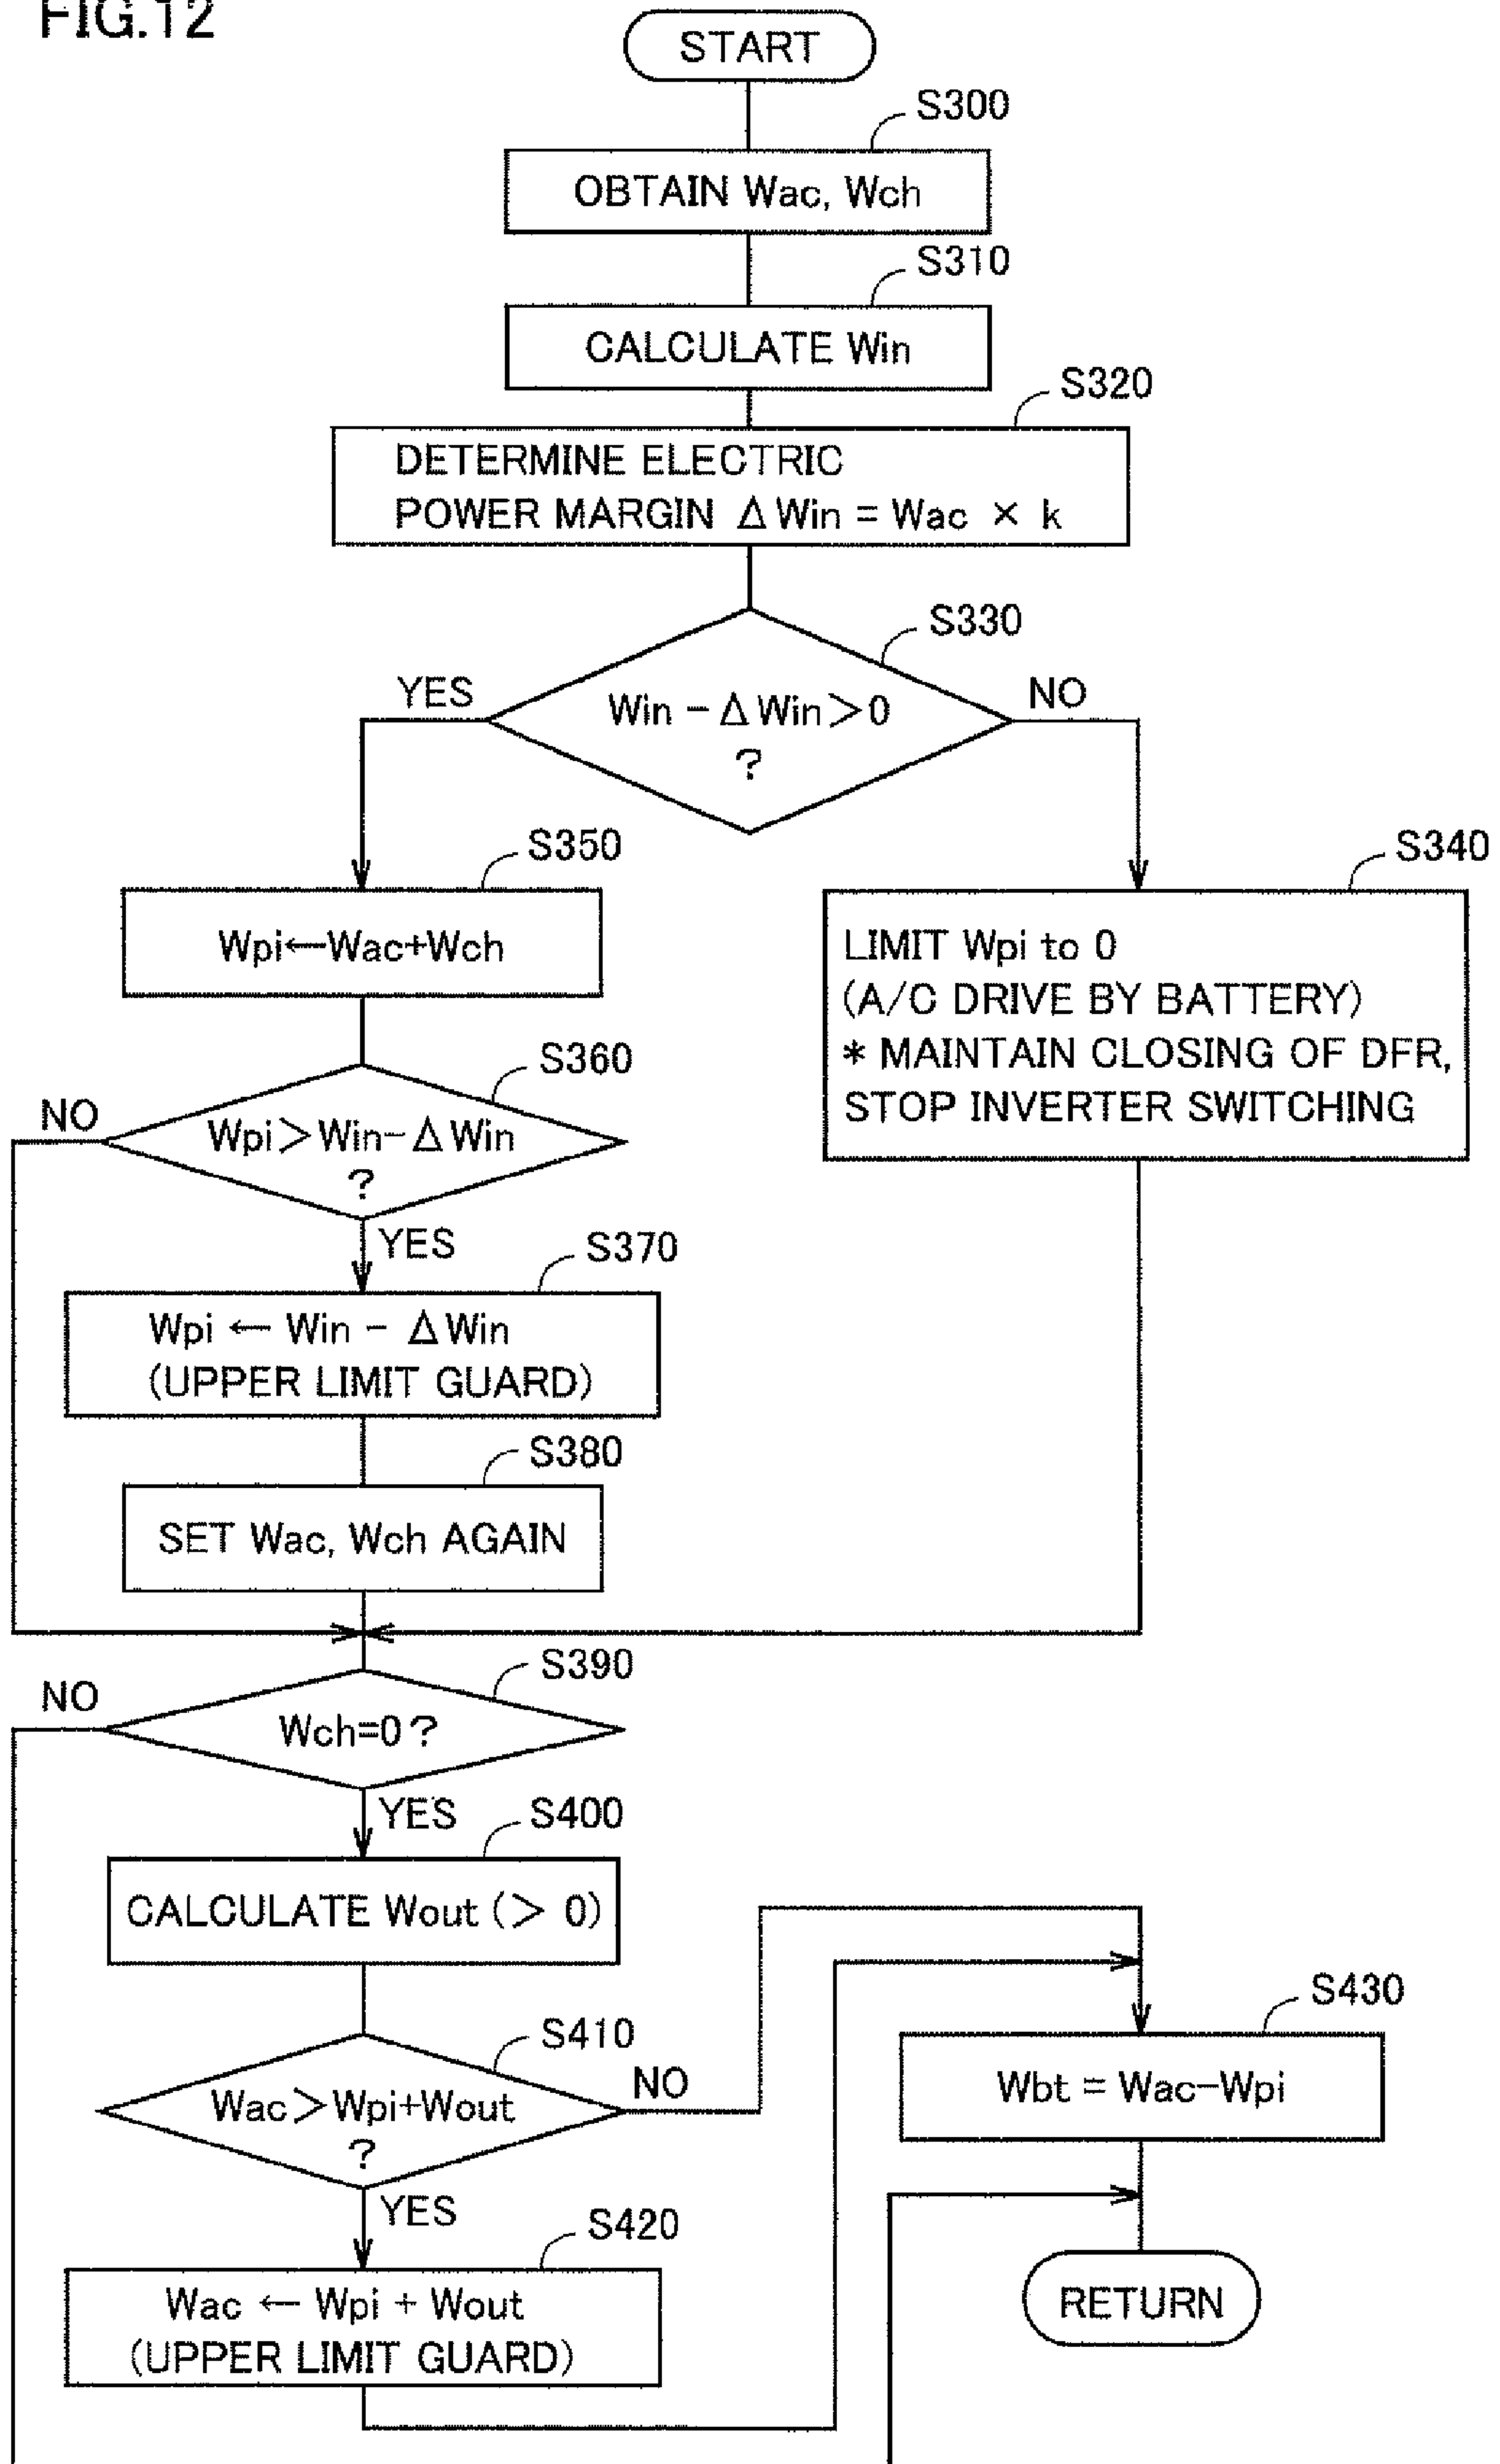 FIG.12
START
S300
OBTAIN Wac, Wch
S310
CALCULATE Win
S320
DETERMINE ELECTRIC
POWER MARGIN ΔWin = Wac × k
S330
YES
Win - ΔWin>0
?
NO
S350
Wpi←Wac+Wch
S340
LIMIT Wpi to 0
(A/C DRIVE BY BATTERY)
* MAINTAIN CLOSING OF DFR,
STOP INVERTER SWITCHING
S360
NO
Wpi>Win-ΔWin
?
YES
S370
Wpi ← Win - ΔWin
(UPPER LIMIT GUARD)
S380
SET Wac, Wch AGAIN
S390
NO
Wch=0?
YES
S400
CALCULATE Wout (> 0)
S410
Wac>Wpi+Wout
?
NO
YES
S420
Wac ← Wpi + Wout
(UPPER LIMIT GUARD)
S430
Wbt = Wac-Wpi
RETURN